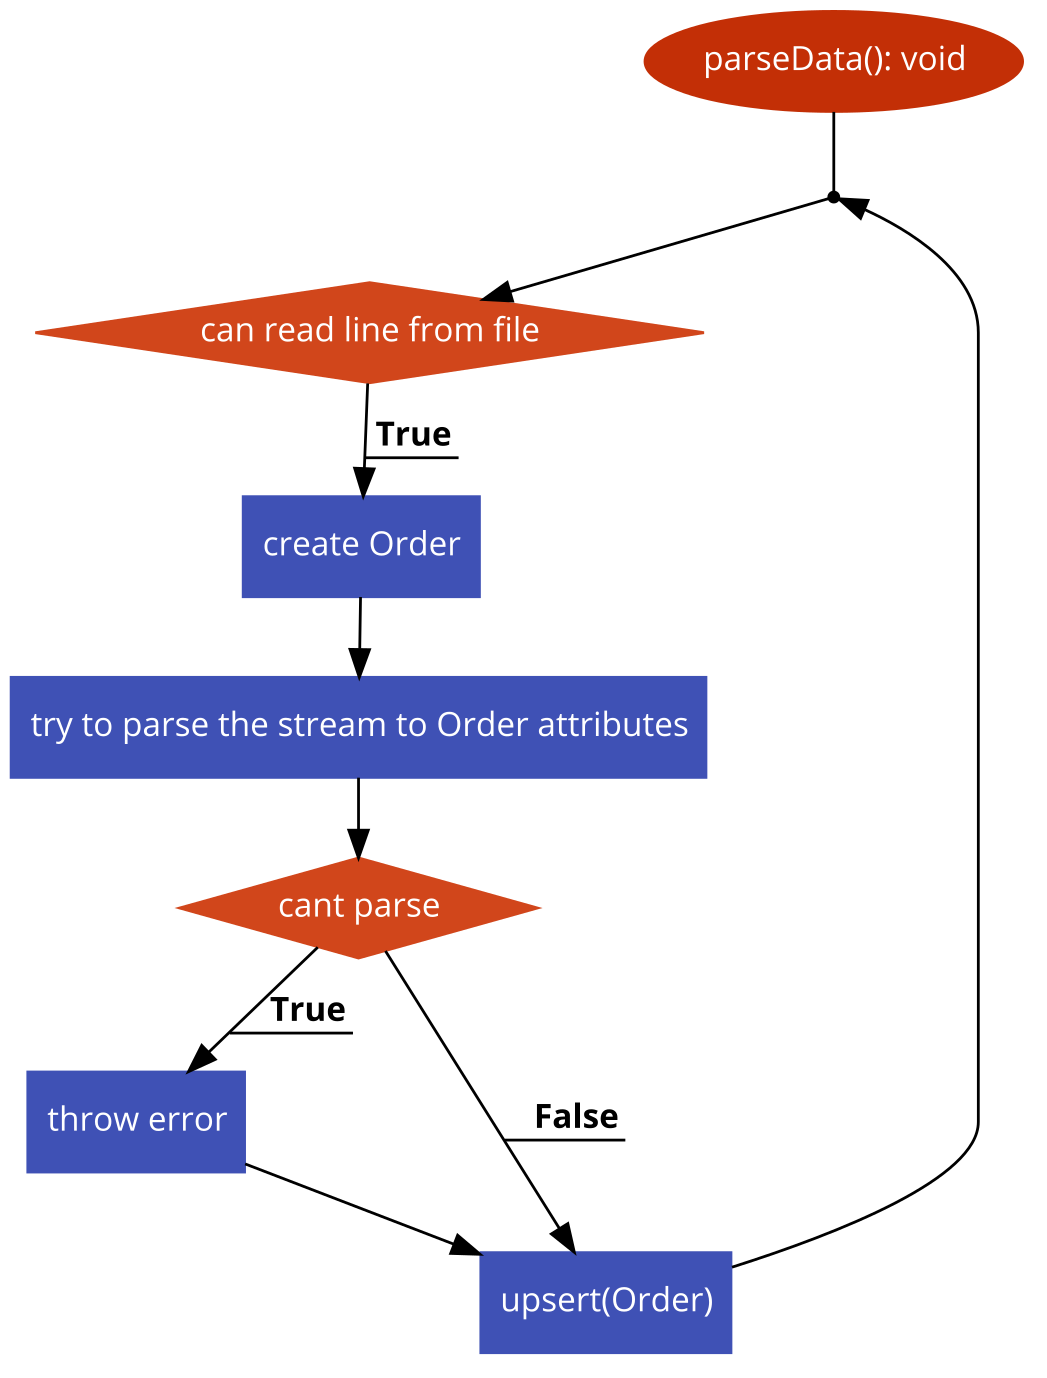 parseData(): void
can read line from file
True
create Order
try to parse the stream to Order attributes
cant parse
True
False
throw error
upsert(Order)